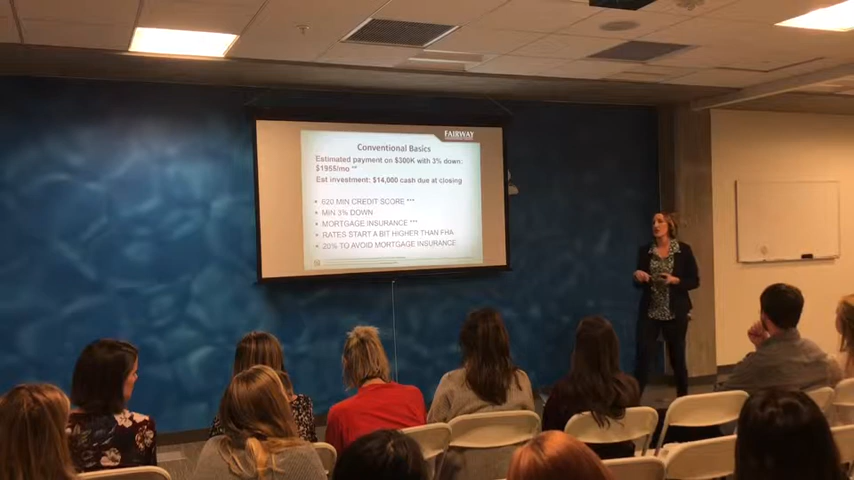 FAIRWAY
Conventional Basics
Estimated payment on $300K with 3% down:
$1955/mo **
Est investment: $14,000 cash due at closing
• 620 MIN CREDIT SCORE ***
• MIN 3% DOWN
• MORTGAGE INSURANCE ***
• RATES START A BIT HIGHER THAN FHA
• 20% TO AVOID MORTGAGE INSURANCE